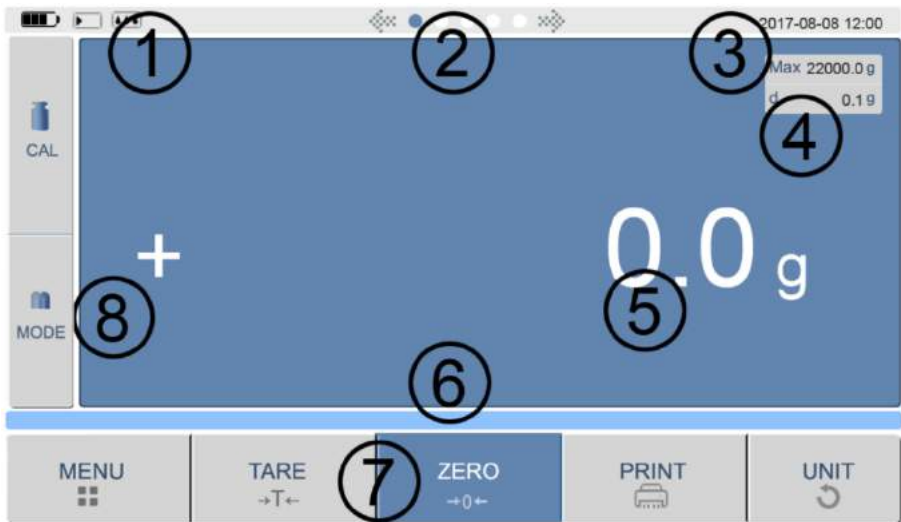 2017-08-08 12:00
① ② ③
Max 22000.0 g
d 0.1 g
④
CAL
+ 0.0 g
⑤
MODE
⑧
⑥
MENU TARE ZERO PRINT UNIT
→T← →0←
⑦